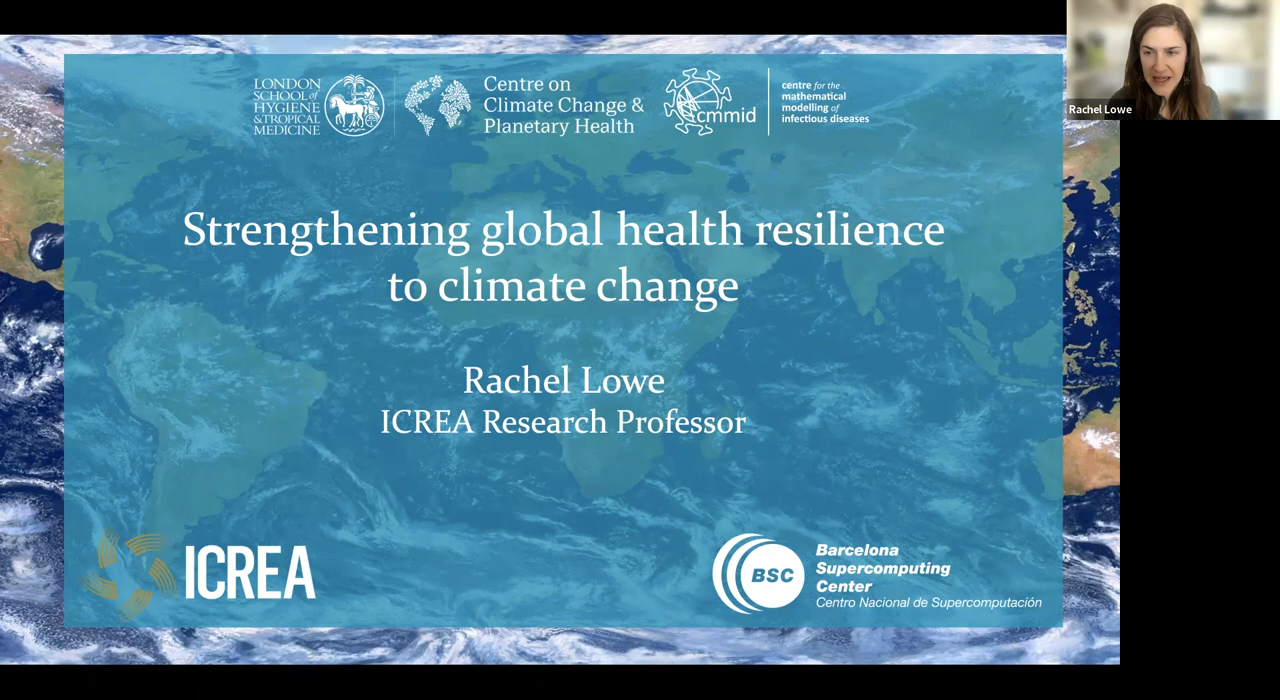 LONDON
SCHOOL of
HYGIENE
&TROPICAL
MEDICINE
Centre on
Climate Change &
Planetary Health
cmmid
centre for the
mathematical
modelling of
infectious diseases
Rachel Lowe
Strengthening global health resilience
to climate change
Rachel Lowe
ICREA Research Professor
ICREA
BSC
Barcelona
Supercomputing
Center
Centro Nacional de Supercomputación